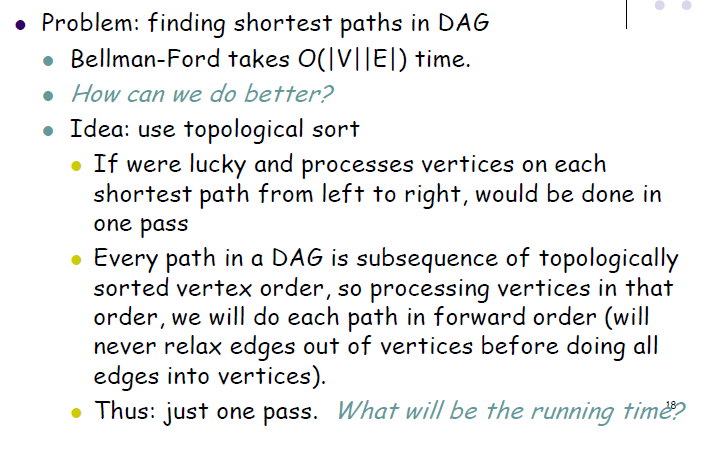 Problem: finding shortest paths in DAG
Bellman-Ford takes O(|V||E|) time.
How can we do better?
Idea: use topological sort
If were lucky and processes vertices on each
shortest path from left to right, would be done in
one pass
Every path in a DAG is subsequence of topologically
sorted vertex order, so processing vertices in that
order, we will do each path in forward order (will
never relax edges out of vertices before doing all
edges into vertices).
Thus: just one pass. What will be the running time?
18